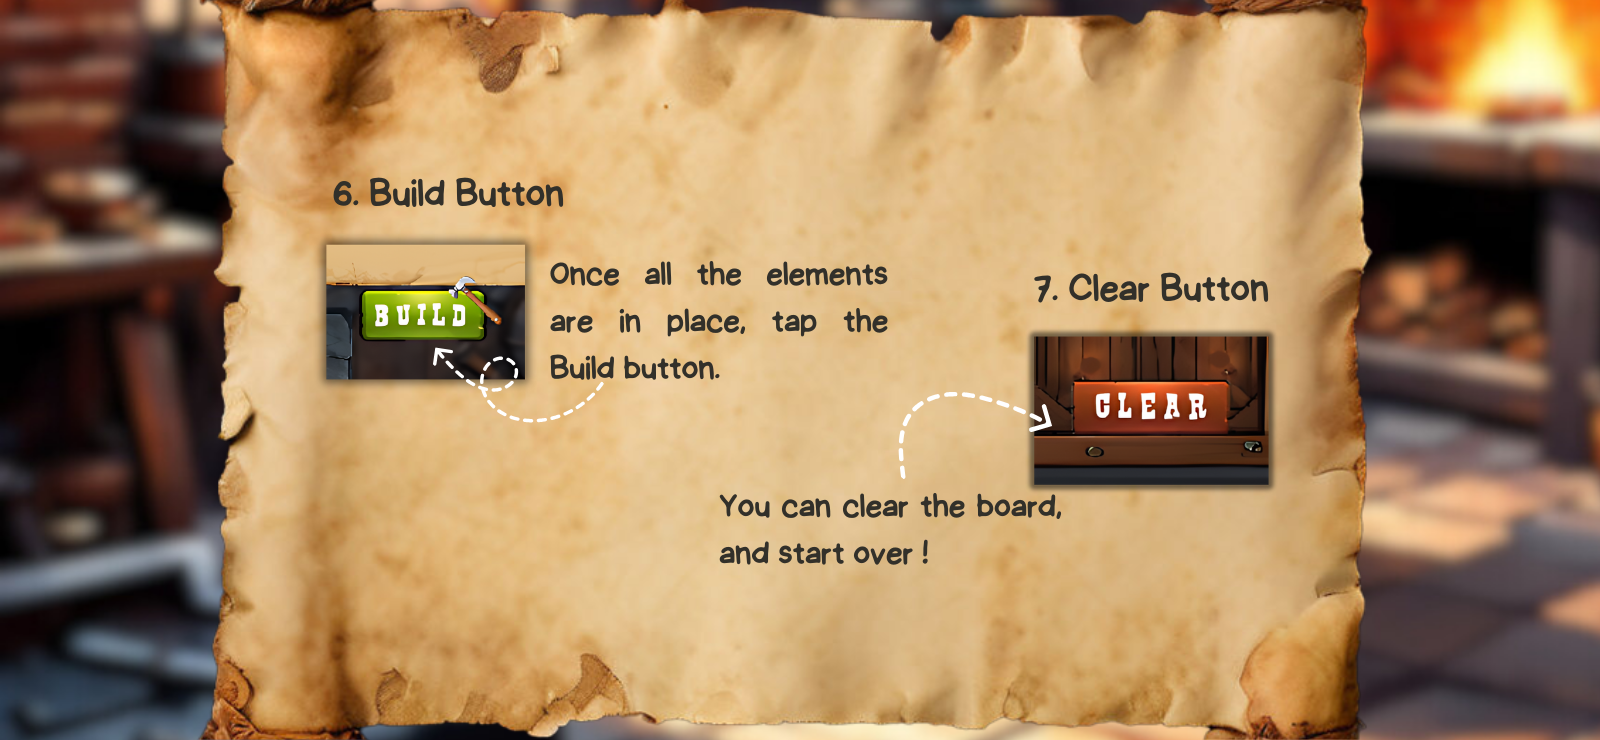 6. Build Button
BUILD
Once all the elements
are in place, tap the
Build button.
7. Clear Button
CLEAR
You can clear the board,
and start over !